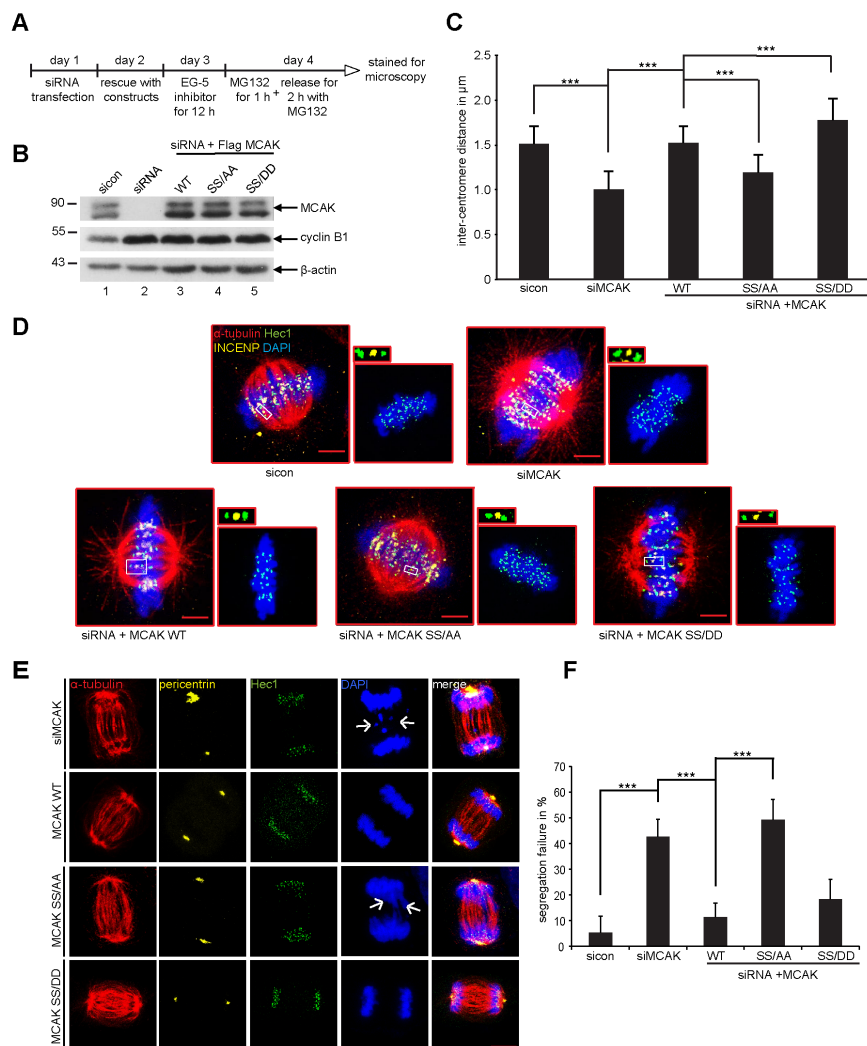 A
day 1
day 2
day 3
day 4
siRNA transfection
rescue with constructs
EG-5 inhibitor for 12 h
MG132 for 1 h
+
release for 2 h with MG132
stained for microscopy
B
siRNA + Flag MCAK
sicon
siRNA
WT
SS/AA
SS/DD
90
55
43
MCAK
cyclin B1
β-actin
1 2 3 4 5
C
inter-centromere distance in µm
2.5
2.0
1.5
1.0
1.5
0
***
***
***
***
sicon
siMCAK
WT
SS/AA
SS/DD
siRNA +MCAK
D
α-tubulin Hec1
INCENP DAPI
sicon
siMCAK
siRNA + MCAK WT
siRNA + MCAK SS/AA
siRNA + MCAK SS/DD
E
α-tubulin
pericentrin
Hec1
DAPI
merge
siMCAK
MCAK WT
MCAK SS/AA
MCAK SS/DD
F
segregation failure in %
70
60
50
40
30
20
10
0
***
***
***
sicon
siMCAK
WT
SS/AA
SS/DD
siRNA +MCAK